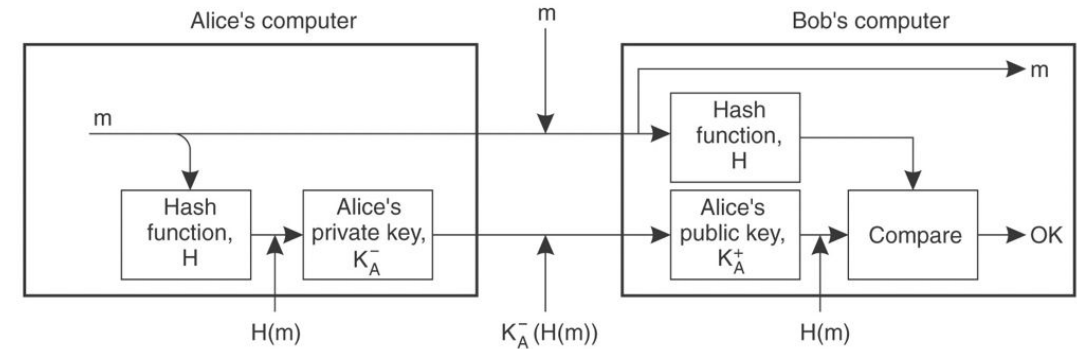 Alice's computer
m
Bob's computer
m
m
Hash
function,
H
Hash
function,
H
Alice's
private key,
K_A^-
Alice's
public key,
K_A^+
Compare
OK
H(m)
K_A^-(H(m))
H(m)